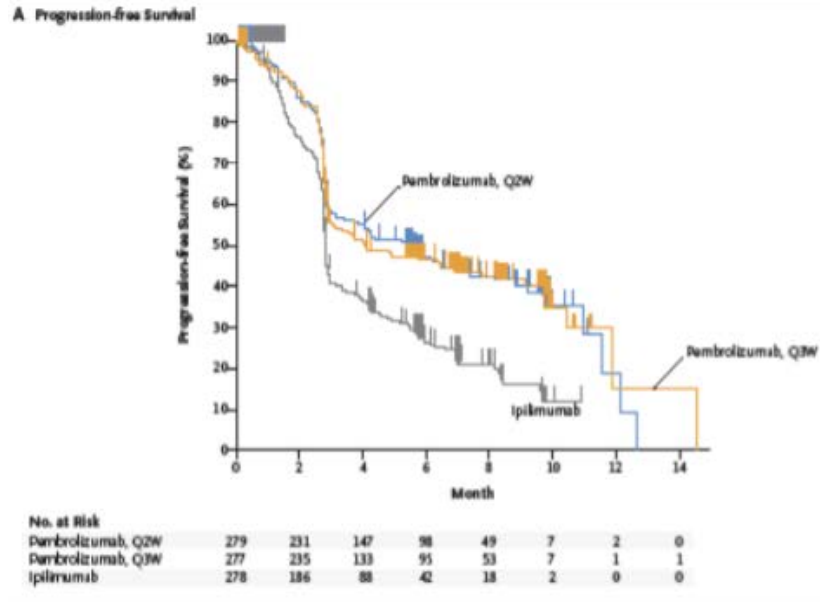 A Progression-free Survival
Progression-free Survival (%)
100
90
80
70
60
50
40
30
20
10
0
Pembrolizumab, Q2W
Pembrolizumab, Q3W
Ipilimumab
0 2 4 6 8 10 12 14
Month
No. at Risk
Pembrolizumab, Q2W 279 231 147 98 49 7 2 0
Pembrolizumab, Q3W 277 235 133 95 53 7 1 1
Ipilimumab 278 186 88 42 18 2 0 0